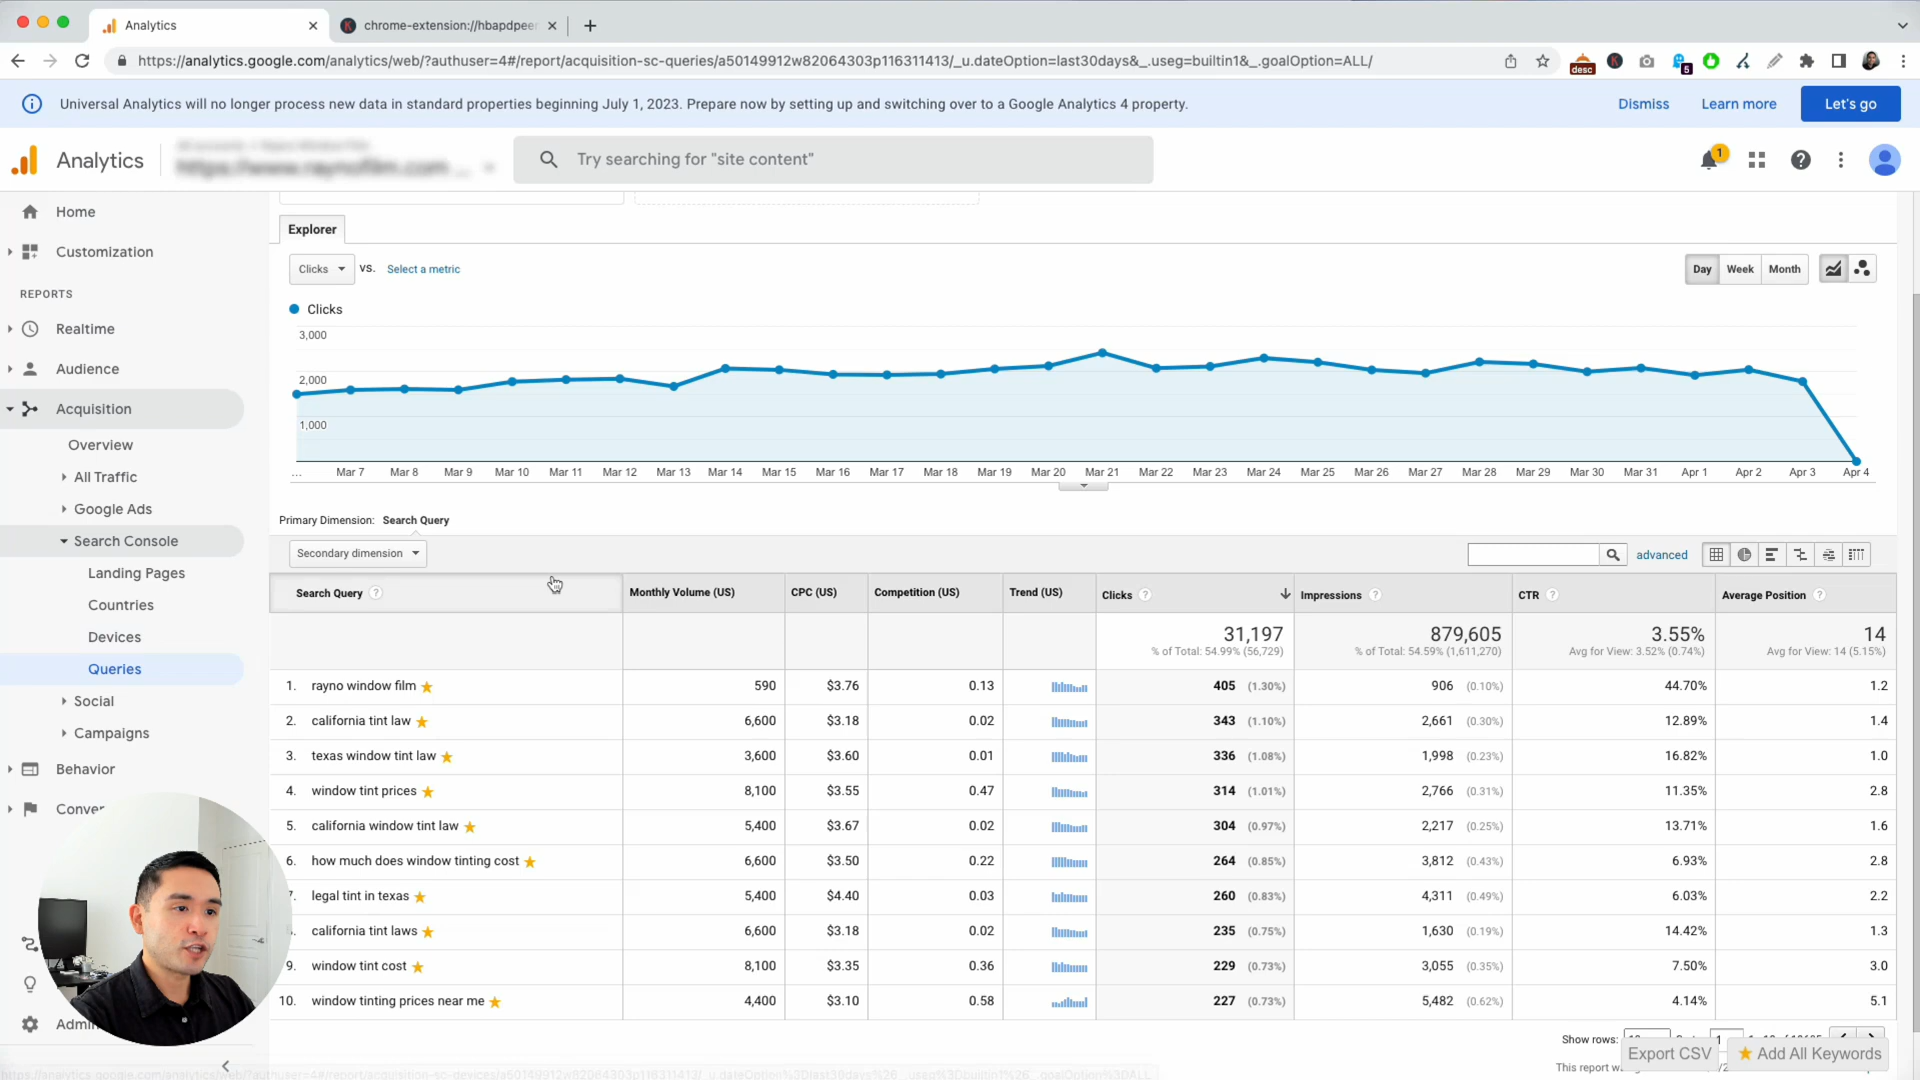 Analytics
chrome-extension://hbapdpeer
https://analytics.google.com/analytics/web/?authuser=4#/report/acquisition-sc-queries/a50149912w82064303p116311413/_u.dateOption=last30days&_.useg=builtin1&_.goalOption=ALL/
desc
5
Universal Analytics will no longer process new data in standard properties beginning July 1, 2023. Prepare now by setting up and switching over to a Google Analytics 4 property.
Dismiss
Learn more
Let's go
Analytics
Try searching for "site content"
1
Home
Customization
REPORTS
Realtime
Audience
Acquisition
Overview
All Traffic
Google Ads
Search Console
Landing Pages
Countries
Devices
Queries
Social
Campaigns
Behavior
Conver
Admi
Explorer
Clicks VS. Select a metric
Day Week Month
Clicks
3,000
2,000
1,000
... Mar 7 Mar 8 Mar 9 Mar 10 Mar 11 Mar 12 Mar 13 Mar 14 Mar 15 Mar 16 Mar 17 Mar 18 Mar 19 Mar 20 Mar 21 Mar 22 Mar 23 Mar 24 Mar 25 Mar 26 Mar 27 Mar 28 Mar 29 Mar 30 Mar 31 Apr 1 Apr 2 Apr 3 Apr 4
Primary Dimension: Search Query
Secondary dimension
advanced
Search Query Monthly Volume (US) CPC (US) Competition (US) Trend (US) Clicks Impressions CTR Average Position
31,197 879,605 3.55% 14
% of Total: 54.99% (56,729) % of Total: 54.59% (1,611,270) Avg for View: 3.52% (0.74%) Avg for View: 14 (5.15%)
1. rayno window film 590 $3.76 0.13 405 (1.30%) 906 (0.10%) 44.70% 1.2
2. california tint law 6,600 $3.18 0.02 343 (1.10%) 2,661 (0.30%) 12.89% 1.4
3. texas window tint law 3,600 $3.60 0.01 336 (1.08%) 1,998 (0.23%) 16.82% 1.0
4. window tint prices 8,100 $3.55 0.47 314 (1.01%) 2,766 (0.31%) 11.35% 2.8
5. california window tint law 5,400 $3.67 0.02 304 (0.97%) 2,217 (0.25%) 13.71% 1.6
6. how much does window tinting cost 6,600 $3.50 0.22 264 (0.85%) 3,812 (0.43%) 6.93% 2.8
7. legal tint in texas 5,400 $4.40 0.03 260 (0.83%) 4,311 (0.49%) 6.03% 2.2
california tint laws 6,600 $3.18 0.02 235 (0.75%) 1,630 (0.19%) 14.42% 1.3
9. window tint cost 8,100 $3.35 0.36 229 (0.73%) 3,055 (0.35%) 7.50% 3.0
10. window tinting prices near me 4,400 $3.10 0.58 227 (0.73%) 5,482 (0.62%) 4.14% 5.1
Show rows:
Export CSV
Add All Keywords
This report w